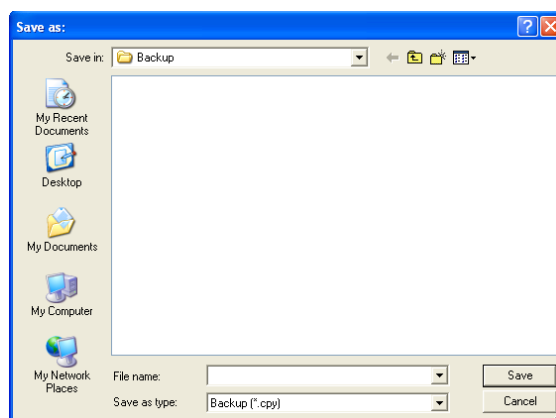 Save as:
Save in: Backup
My Recent Documents
Desktop
My Documents
My Computer
My Network Places
File name:
Save
Save as type: Backup (*.cpy)
Cancel